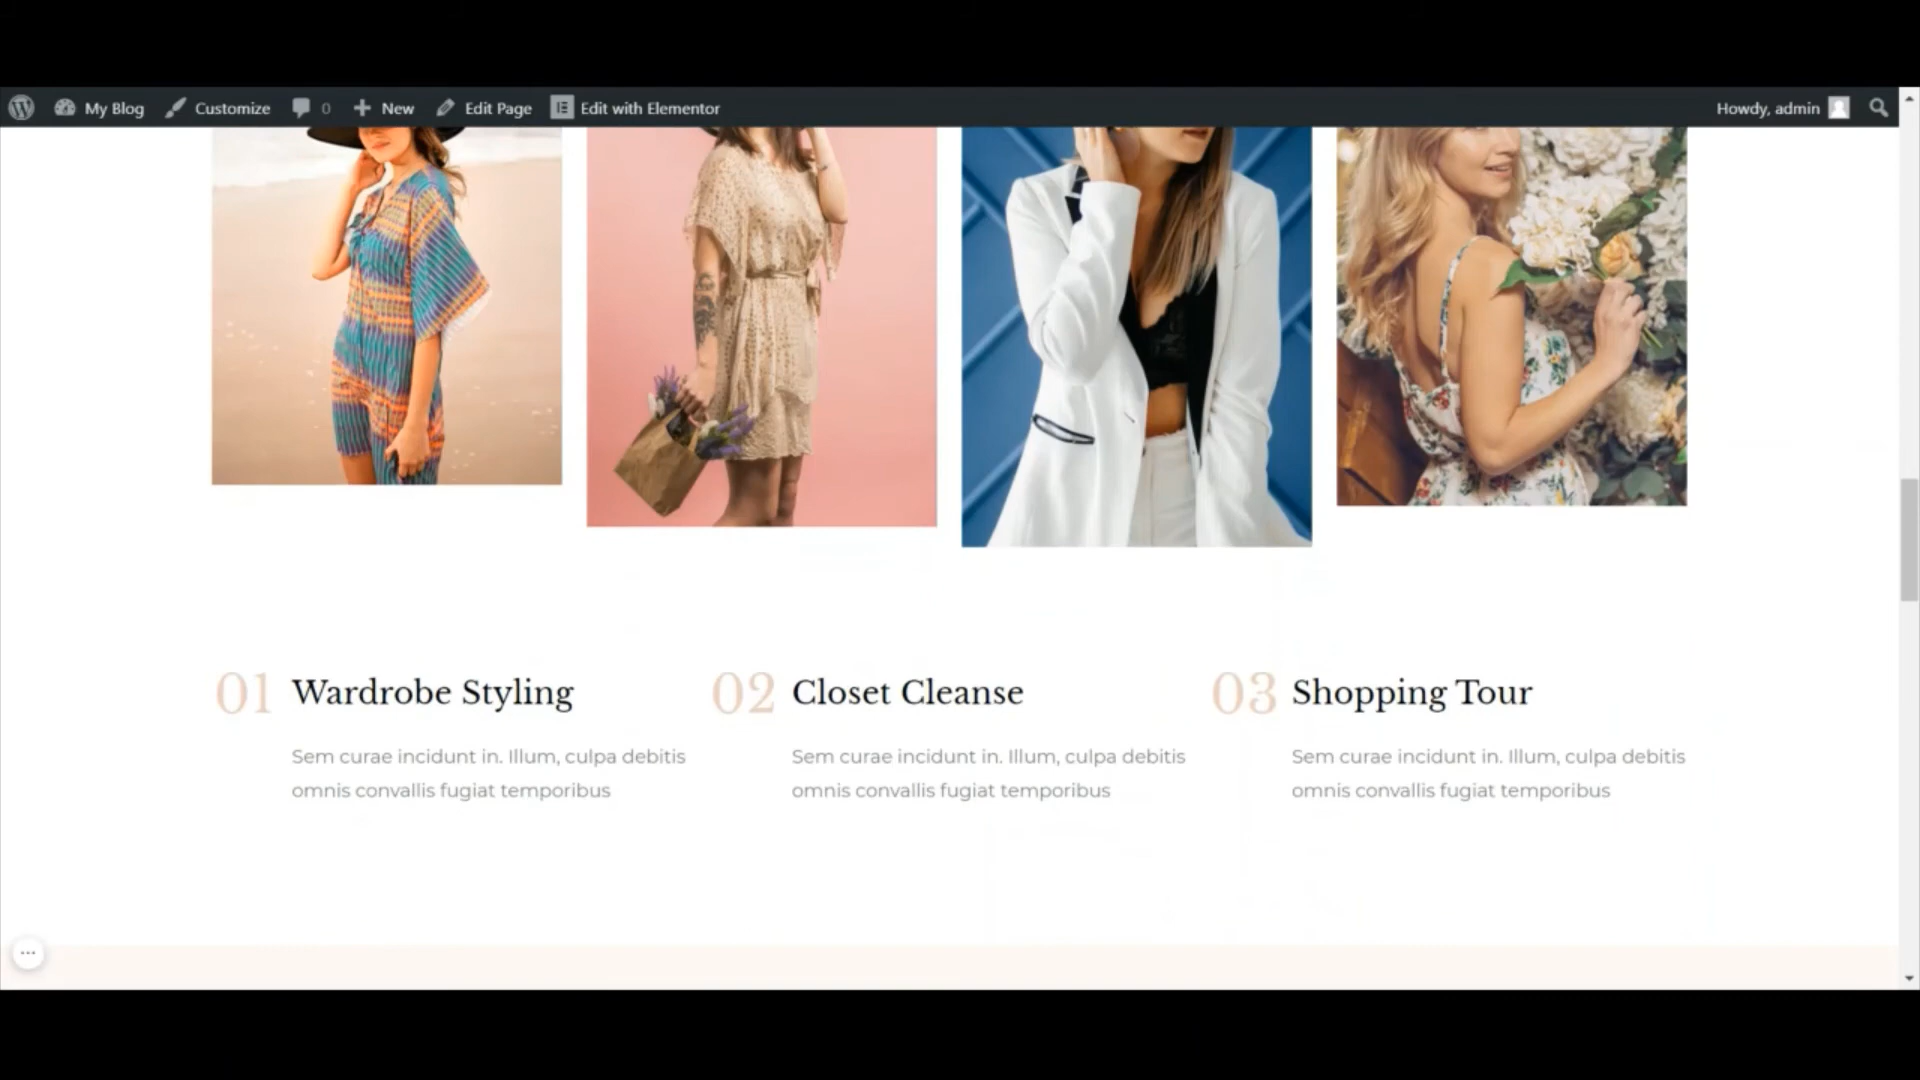 My Blog Customize 0 New Edit Page Edit with Elementor Howdy, admin
01 Wardrobe Styling
Sem curae incidunt in. Illum, culpa debitis
omnis convallis fugiat temporibus
02 Closet Cleanse
Sem curae incidunt in. Illum, culpa debitis
omnis convallis fugiat temporibus
03 Shopping Tour
Sem curae incidunt in. Illum, culpa debitis
omnis convallis fugiat temporibus